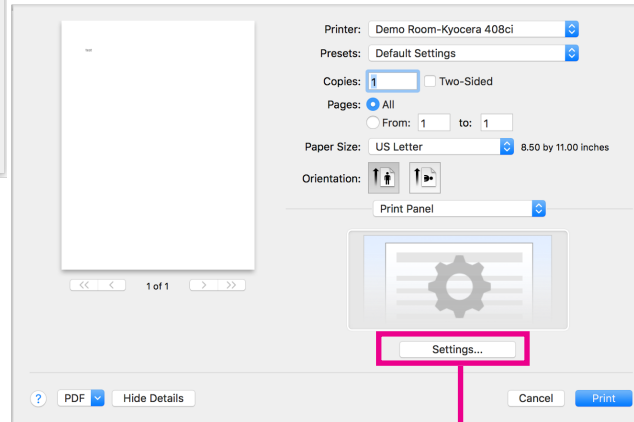 Printer: Demo Room-Kyocera 408ci
Presets: Default Settings
Copies: 1 Two-Sided
Pages: All
From: 1 to: 1
Paper Size: US Letter 8.50 by 11.00 inches
Orientation:
Print Panel
<< < 1 of 1 > >>
Settings...
? PDF Hide Details Cancel Print